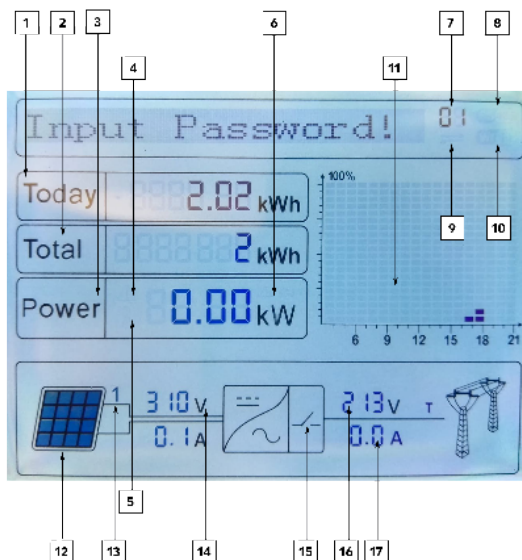 1 2 3 4 6 7 8
11
Input Password! 01
Today 2.02 kWh
100%
9 10
Total 2 kWh
Power 0.00 kW
6 9 12 15 18 21
1 310 V 213 V T
0.1 A 0.0 A
5
12 13 14 15 16 17